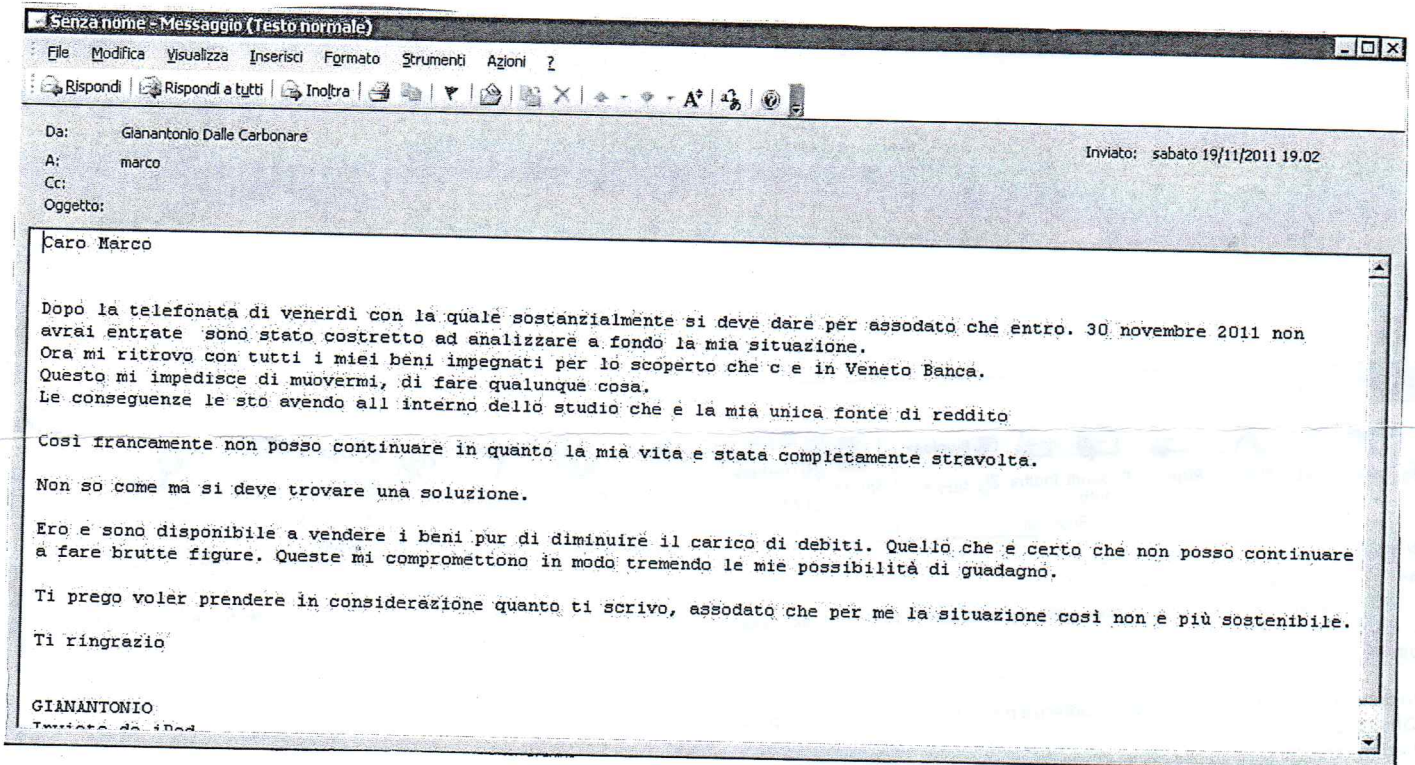 Senza nome - Messaggio (Testo normale)
File Modifica Visualizza Inserisci Formato Strumenti Azioni ?
Rispondi Rispondi a tutti Inoltra
Da: Gianantonio Dalle Carbonare
Inviato: sabato 19/11/2011 19.02
A: marco
Cc:
Oggetto:
Caro Marco
Dopo la telefonata di venerdì con la quale sostanzialmente si deve dare per assodato che entro. 30 novembre 2011 non
avrai entrate sono stato costretto ad analizzare a fondo la mia situazione.
Ora mi ritrovo con tutti i miei beni impegnati per lo scoperto che c e in Veneto Banca.
Questo mi impedisce di muovermi, di fare qualunque cosa.
Le conseguenze le sto avendo all interno dello studio che e la mia unica fonte di reddito
Così francamente non posso continuare in quanto la mia vita e stata completamente stravolta.
Non so come ma si deve trovare una soluzione.
Ero e sono disponibile a vendere i beni pur di diminuire il carico di debiti. Quello che e certo che non posso continuare
a fare brutte figure. Queste mi compromettono in modo tremendo le mie possibilità di guadagno.
Ti prego voler prendere in considerazione quanto ti scrivo, assodato che per me la situazione così non e più sostenibile.
Ti ringrazio
GIANANTONIO
Inviato da iPad